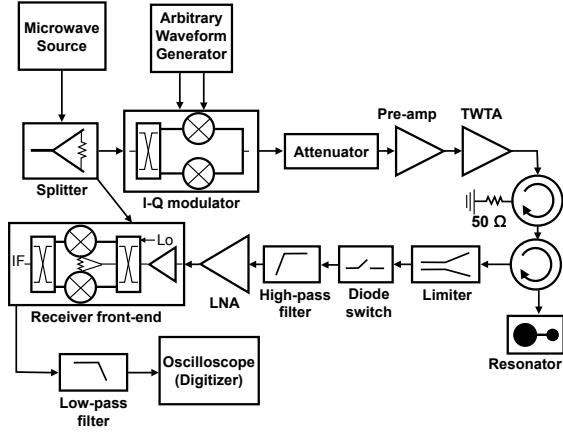 Microwave
Source
Arbitrary
Waveform
Generator
Splitter
I-Q modulator
Attenuator
Pre-amp
TWTA
50 Ω
IF
Lo
Receiver front-end
LNA
High-pass
filter
Diode
switch
Limiter
Resonator
Low-pass
filter
Oscilloscope
(Digitizer)